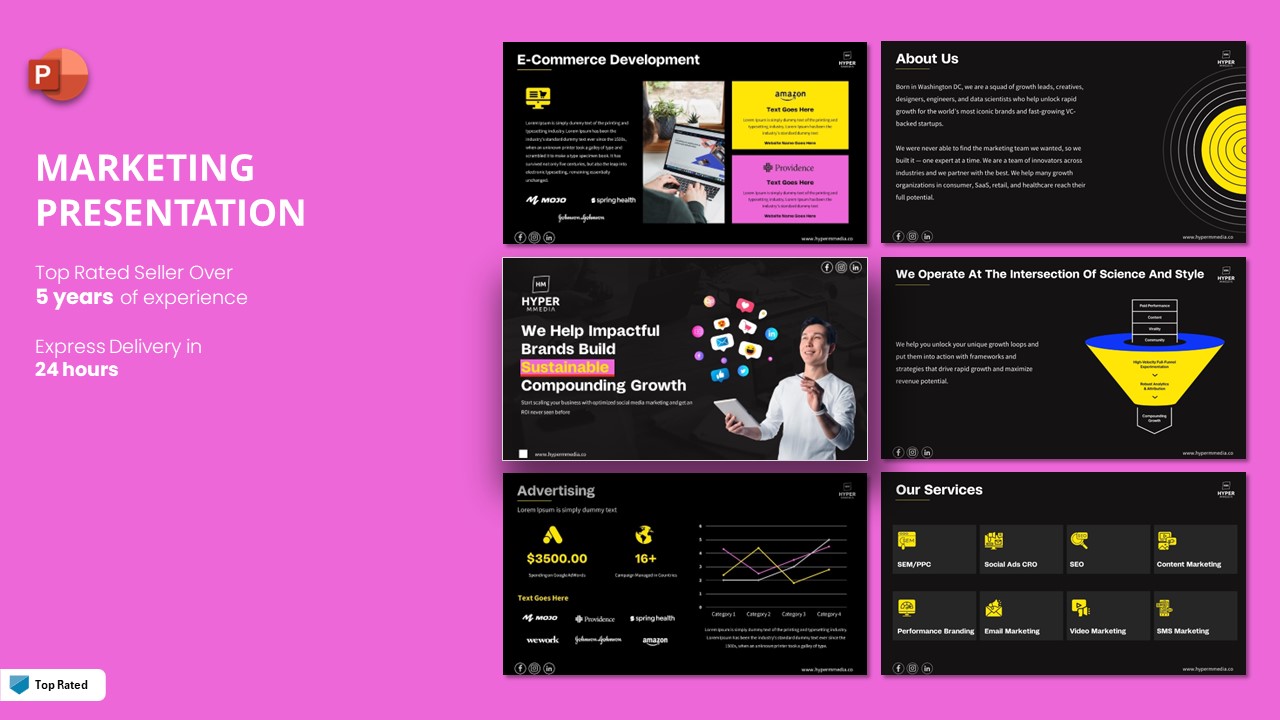 P
MARKETING
PRSENTATION
Top Rated Seller Over
5 years of experience
Express Delivery in
24 hours
Top Rated
E-Commerce Development
HM
HYPER
MMEDIA
Lorem Ipsum is simply dummy text of the printing and
typesetting industry. Lorem Ipsum has been the
industry's standard dummy text ever since the 1500s,
when an unknown printer took a galley of type and
scrambled it to make a type specimen book. It has
survived not only five centuries, but also the leap into
electronic typesetting, remaining essentially
unchanged.
MOJO
spring health
Johnson & Johnson
amazon
Text Goes Here
Lorem Ipsum is simply dummy text of the printing and
typesetting industry. Lorem Ipsum has been the
industry's standard dummy text.
Website Name Goes Here
Providence
Text Goes Here
Lorem Ipsum is simply dummy text of the printing and
typesetting industry. Lorem Ipsum has been the
industry's standard dummy text.
Website Name Goes Here
www.hypermmedia.co
About Us
HM
HYPER
MMEDIA
Born in Washington DC, we are a squad of growth leads, creatives,
designers, engineers, and data scientists who help unlock rapid
growth for the world's most iconic brands and fast-growing VC-
backed startups.
We were never able to find the marketing team we wanted, so we
built it — one expert at a time. We are a team of innovators across
industries and we partner with the best. We help many growth
organizations in consumer, SaaS, retail, and healthcare reach their
full potential.
www.hypermmedia.co
HM
HYPER
MMEDIA
We Help Impactful
Brands Build
Sustainable
Compounding Growth
Start scaling your business with optimized social media marketing and get an
ROI never seen before
www.hypermmedia.co
We Operate At The Intersection Of Science And Style
HM
HYPER
MMEDIA
We help you unlock your unique growth loops and
put them into action with frameworks and
strategies that drive rapid growth and maximize
revenue potential.
Paid Performance
Content
Virality
Community
High-Velocity Full-Funnel
Experimentation
Robust Analytics
& Attribution
Compounding
Growth
www.hypermmedia.co
Advertising
HM
HYPER
MMEDIA
Lorem Ipsum is simply dummy text
$3500.00
Spending on Google AdWords
16+
Campaign Managed in Countries
Text Goes Here
MOJO
Providence
spring health
wework
Johnson & Johnson
amazon
6
5
4
3
2
1
0
Category 1
Category 2
Category 3
Category 4
Lorem Ipsum is simply dummy text of the printing and typesetting industry.
Lorem Ipsum has been the industry's standard dummy text ever since the
1500s, when an unknown printer took a galley of type.
www.hypermmedia.co
Our Services
HM
HYPER
MMEDIA
SEM/PPC
Social Ads CRO
SEO
Content Marketing
Performance Branding
Email Marketing
Video Marketing
SMS Marketing
www.hypermmedia.co